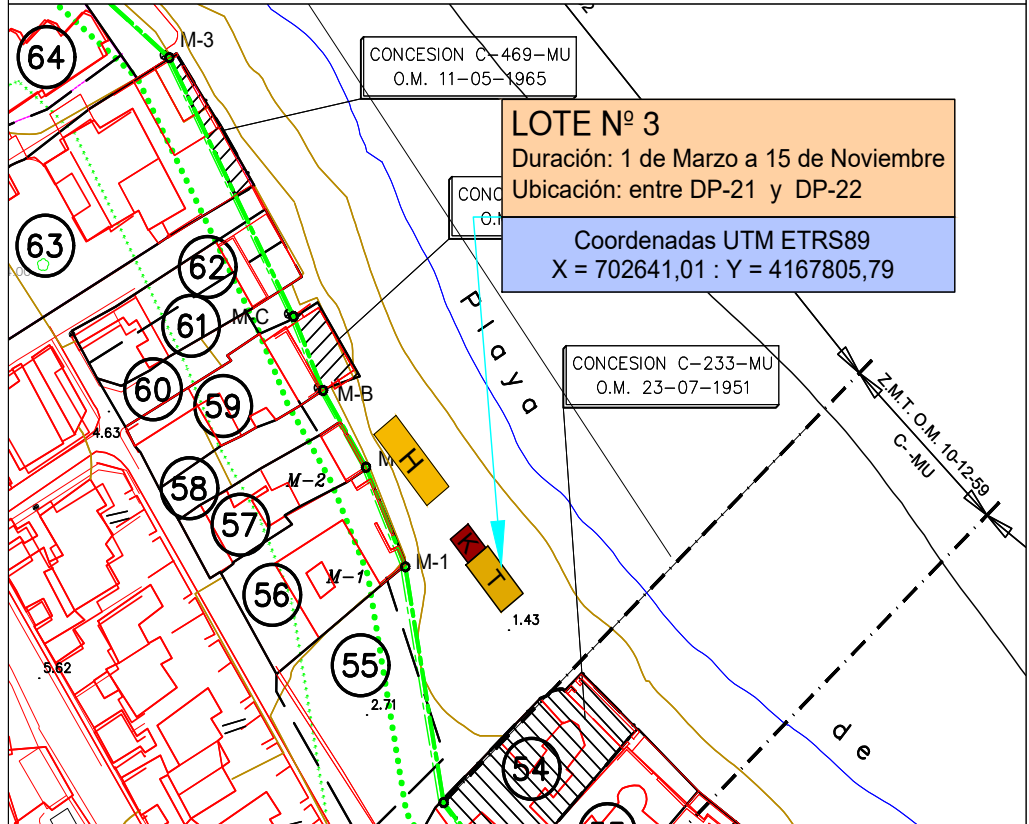 64
M-3
CONCESION C-469-MU
O.M. 11-05-1965
LOTE Nº 3
Duración: 1 de Marzo a 15 de Noviembre
Ubicación: entre DP-21 y DP-22
Coordenadas UTM ETRS89
X = 702641,01 : Y = 4167805,79
CONC
O.M
63
62
61
M-C
Playa
CONCESION C-233-MU
O.M. 23-07-1951
Z.M.T. O.M. 10-12-59
C- -MU
60
59
M-B
4.63
H
M
58
M-2
57
K
T
M-1
M-1
56
1.43
55
5.62
2.71
de
54